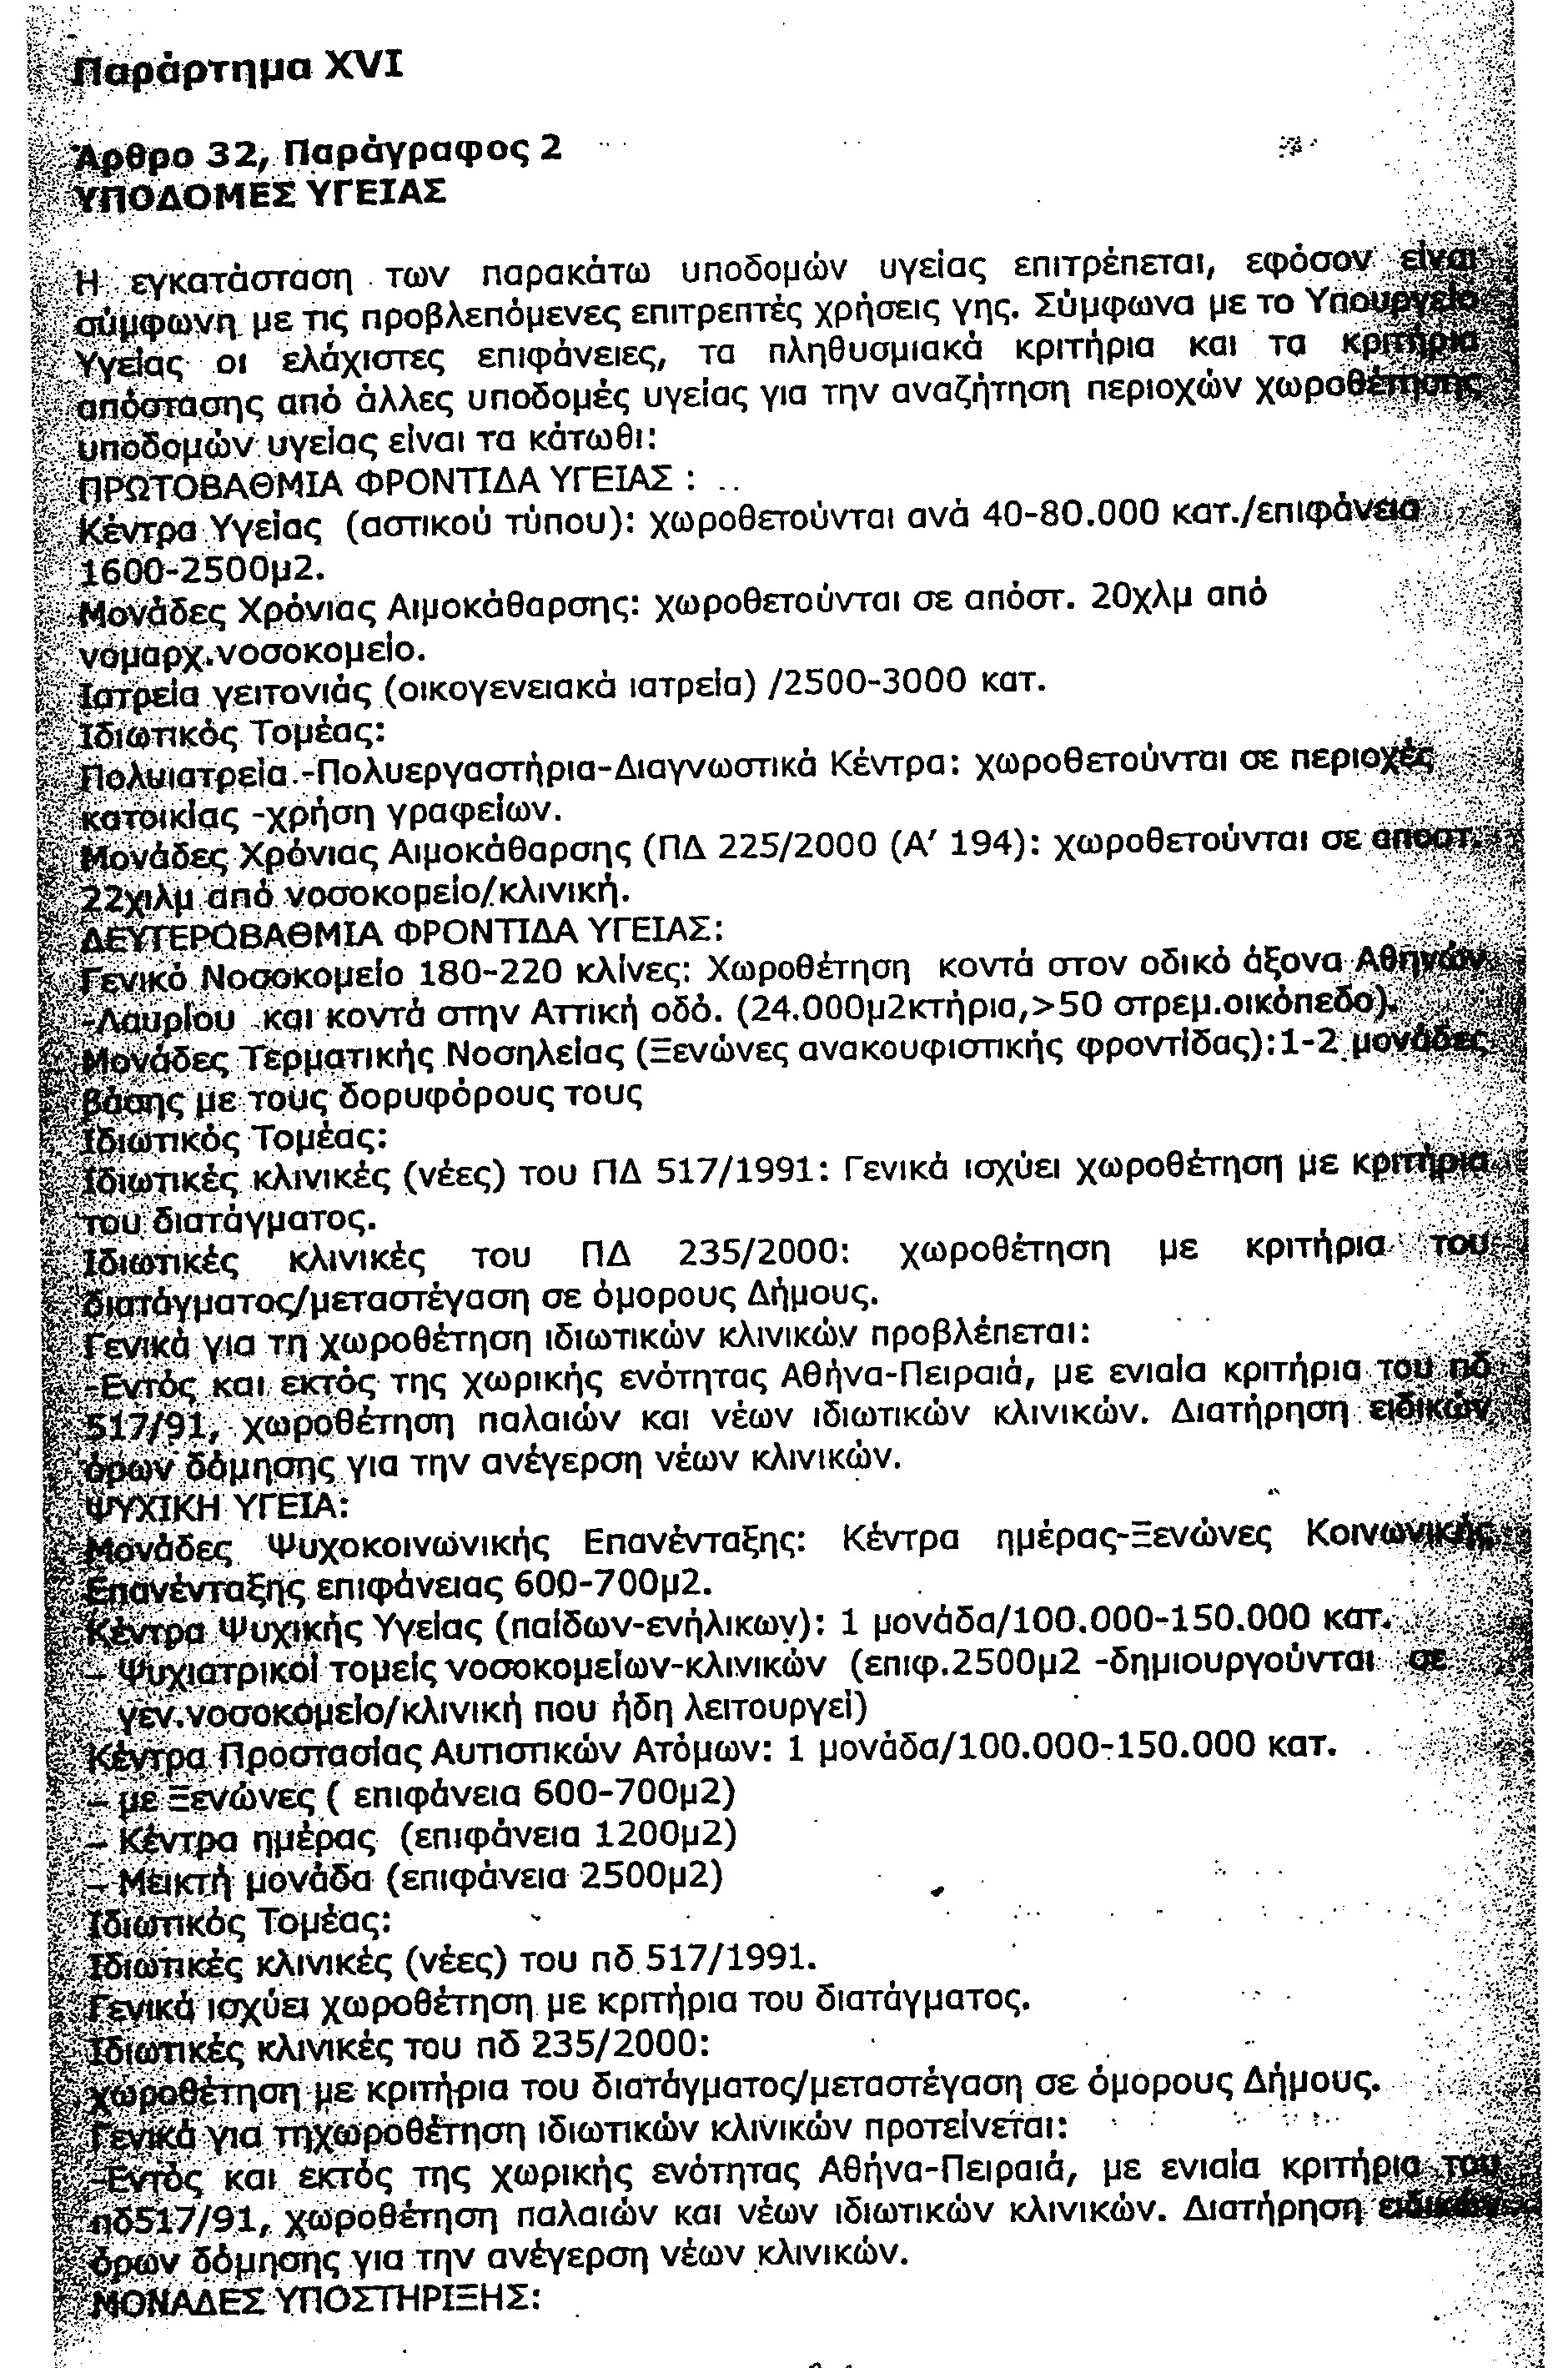 Παράρτημα XVI
Άρθρο 32, Παράγραφος 2
ΥΠΟΔΟΜΕΣ ΥΓΕΙΑΣ
Η εγκατάσταση των παρακάτω υποδομών υγείας επιτρέπεται, εφόσον είναι
σύμφωνη με τις προβλεπόμενες επιτρεπτές χρήσεις γης. Σύμφωνα με το Υπουργείο
Υγείας οι ελάχιστες επιφάνειες, τα πληθυσμιακά κριτήρια και τα κριτήρια
απόστασης από άλλες υποδομές υγείας για την αναζήτηση περιοχών χωροθέτησης
υποδομών υγείας είναι τα κάτωθι:
ΠΡΩΤΟΒΑΘΜΙΑ ΦΡΟΝΤΙΔΑ ΥΓΕΙΑΣ :
Κέντρα Υγείας (αστικού τύπου): χωροθετούνται ανά 40-80.000 κατ./επιφάνεια
1600-2500μ2.
Μονάδες Χρόνιας Αιμοκάθαρσης: χωροθετούνται σε απόστ. 20χλμ από
νομαρχ.νοσοκομείο.
Ιατρεία γειτονιάς (οικογενειακά ιατρεία) /2500-3000 κατ.
Ιδιωτικός Τομέας:
Πολυιατρεία.-Πολυεργαστήρια-Διαγνωστικά Κέντρα: χωροθετούνται σε περιοχές
κατοικίας -χρήση γραφείων.
Μονάδες Χρόνιας Αιμοκάθαρσης (ΠΔ 225/2000 (Α' 194): χωροθετούνται σε αποστ.
22χιλμ από νοσοκοπείο/κλινική.
ΔΕΥΤΕΡΟΒΑΘΜΙΑ ΦΡΟΝΤΙΔΑ ΥΓΕΙΑΣ:
Γενικό Νοσοκομείο 180-220 κλίνες: Χωροθέτηση κοντά στον οδικό άξονα Αθηνών
-Λαυρίου και κοντά στην Αττική οδό. (24.000μ2κτήρια,>50 στρεμ.οικόπεδο).
Μονάδες Τερματικής Νοσηλείας (Ξενώνες ανακουφιστικής φροντίδας):1-2 μονάδες
βάσης με τους δορυφόρους τους
Ιδιωτικός Τομέας:
Ιδιωτικές κλινικές (νέες) του ΠΔ 517/1991: Γενικά ισχύει χωροθέτηση με κριτήρια
του διατάγματος.
Ιδιωτικές κλινικές του ΠΔ 235/2000: χωροθέτηση με κριτήρια του
διατάγματος/μεταστέγαση σε όμορους Δήμους.
Γενικά για τη χωροθέτηση ιδιωτικών κλινικών προβλέπεται:
-Εντός και εκτός της χωρικής ενότητας Αθήνα-Πειραιά, με ενιαία κριτήρια του πδ
517/91, χωροθέτηση παλαιών και νέων ιδιωτικών κλινικών. Διατήρηση ειδικών
όρων δόμησης για την ανέγερση νέων κλινικών.
ΨΥΧΙΚΗ ΥΓΕΙΑ:
Μονάδες Ψυχοκοινωνικής Επανένταξης: Κέντρα ημέρας-Ξενώνες Κοινωνικής
Επανένταξης επιφάνειας 600-700μ2.
Κέντρα Ψυχικής Υγείας (παίδων-ενήλικων): 1 μονάδα/100.000-150.000 κατ.
– Ψυχιατρικοί τομείς νοσοκομείων-κλινικών (επιφ.2500μ2 -δημιουργούνται σε
γεν.νοσοκομείο/κλινική που ήδη λειτουργεί)
Κέντρα Προστασίας Αυτιστικών Ατόμων: 1 μονάδα/100.000-150.000 κατ.
– με Ξενώνες ( επιφάνεια 600-700μ2)
– Κέντρα ημέρας (επιφάνεια 1200μ2)
– Μεικτή μονάδα (επιφάνεια 2500μ2)
Ιδιωτικός Τομέας:
Ιδιωτικές κλινικές (νέες) του πδ 517/1991.
Γενικά ισχύει χωροθέτηση με κριτήρια του διατάγματος.
Ιδιωτικές κλινικές του πδ 235/2000:
χωροθέτηση με κριτήρια του διατάγματος/μεταστέγαση σε όμορους Δήμους.
Γενικά για τηχωροθέτηση ιδιωτικών κλινικών προτείνεται:
-Εντός και εκτός της χωρικής ενότητας Αθήνα-Πειραιά, με ενιαία κριτήρια του
πδ517/91, χωροθέτηση παλαιών και νέων ιδιωτικών κλινικών. Διατήρηση ειδικών
όρων δόμησης για την ανέγερση νέων κλινικών.
ΜΟΝΑΔΕΣ ΥΠΟΣΤΗΡΙΞΗΣ: